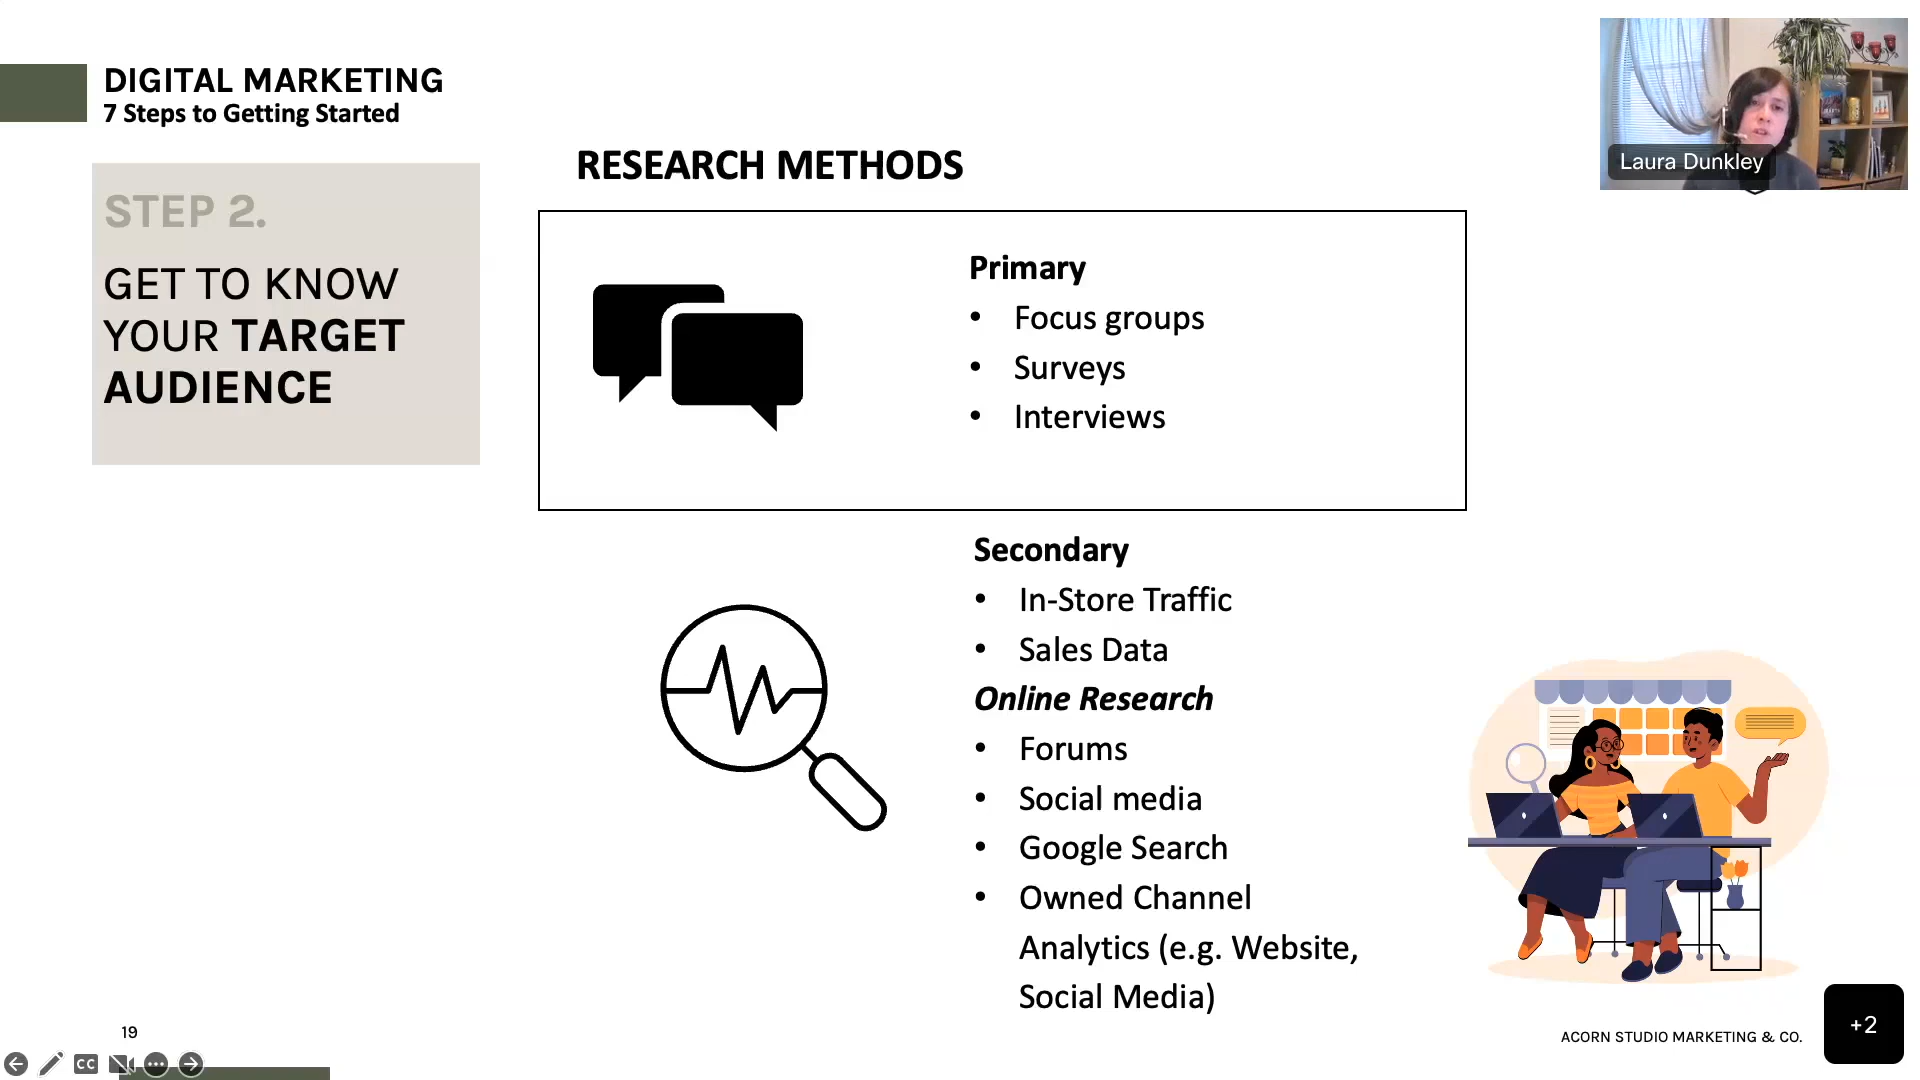 DIGITAL MARKETING
7 Steps to Getting Started
STEP 2.
GET TO KNOW
YOUR TARGET
AUDIENCE
RESEARCH METHODS
Primary
• Focus groups
• Surveys
• Interviews
Secondary
• In-Store Traffic
• Sales Data
Online Research
• Forums
• Social media
• Google Search
• Owned Channel
Analytics (e.g. Website,
Social Media)
Laura Dunkley
19
CC
ACORN STUDIO MARKETING & CO.
+2